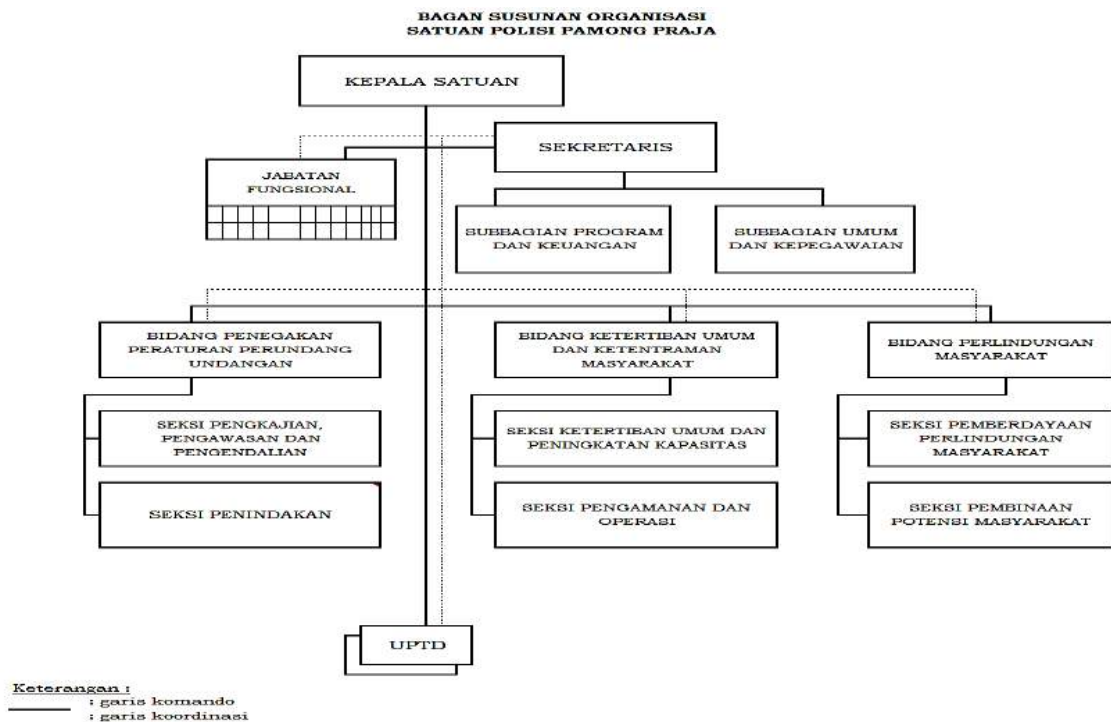 BAGAN SUSUNAN ORGANISASI
SATUAN POLISI PAMONG PRAJA
KEPALA SATUAN
SEKRETARIS
JABATAN
FUNGSIONAL
SUBBAGIAN PROGRAM
DAN KEUANGAN
SUBBAGIAN UMUM
DAN KEPEGAWAIAN
BIDANG PENEGAKAN
PERATURAN PERUNDANG
UNDANGAN
BIDANG KETERTIBAN UMUM
DAN KETENTRAMAN
MASYARAKAT
BIDANG PERLINDUNGAN
MASYARAKAT
SEKSI PENGKAJIAN,
PENGAWASAN DAN
PENGENDALIAN
SEKSI KETERTIBAN UMUM DAN
PENINGKATAN KAPASITAS
SEKSI PEMBERDAYAAN
PERLINDUNGAN
MASYARAKAT
SEKSI PENINDAKAN
SEKSI PENGAMANAN DAN
OPERASI
SEKSI PEMBINAAN
POTENSI MASYARAKAT
UPTD
Keterangan :
: garis komando
: garis koordinasi